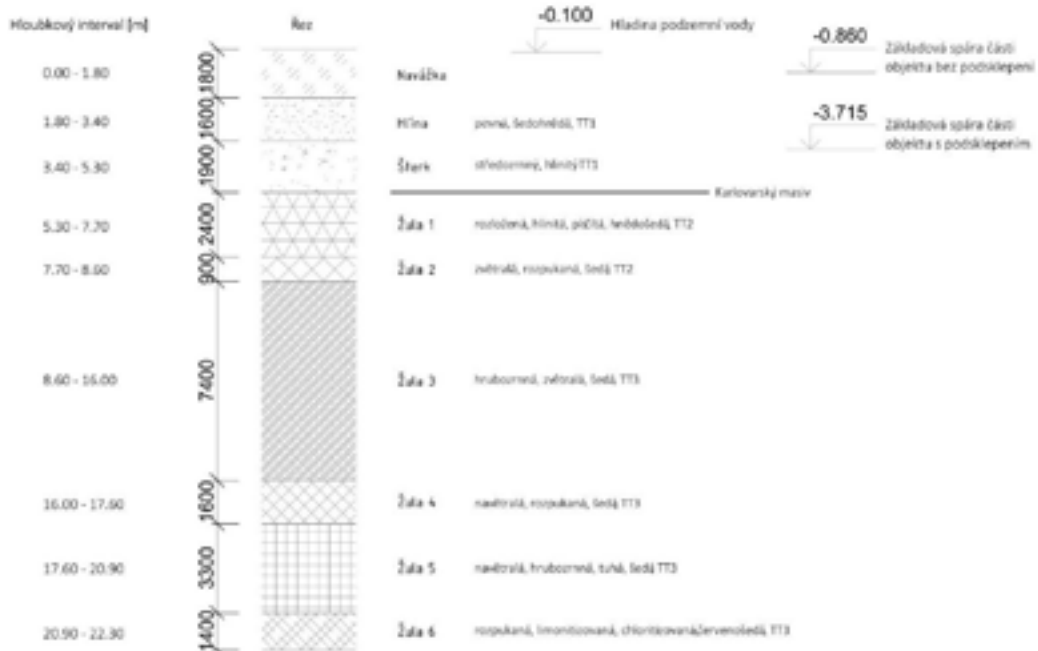 Hloubkový interval [m]
Řez
-0.100 Hladina podzemní vody
-0.860 Základová spára části
objektu bez podsklepení
0.00 - 1.80 1800 Navážka
1.80 - 3.40 1600 Hlína pevná, šedohnědá, TT1
-3.715 Základová spára části
objektu s podsklepením
3.40 - 5.30 1900 Štěrk středozrnný, hlinitý TT1
Karlovarský masiv
5.30 - 7.70 2400 Žula 1 rozložená, hlinitá, písčitá, hnědošedá, TT2
7.70 - 8.60 900 Žula 2 zvětralá, rozpukaná, šedá, TT2
8.60 - 16.00 7400 Žula 3 hrubozrnná, zvětralá, šedá, TT3
16.00 - 17.60 1600 Žula 4 navětralá, rozpukaná, šedá, TT3
17.60 - 20.90 3300 Žula 5 navětralá, hrubozrnná, tuhá, šedá TT3
20.90 - 22.30 1400 Žula 6 rozpukaná, limonitizovaná, chloritizovaná,červenošedá, TT3